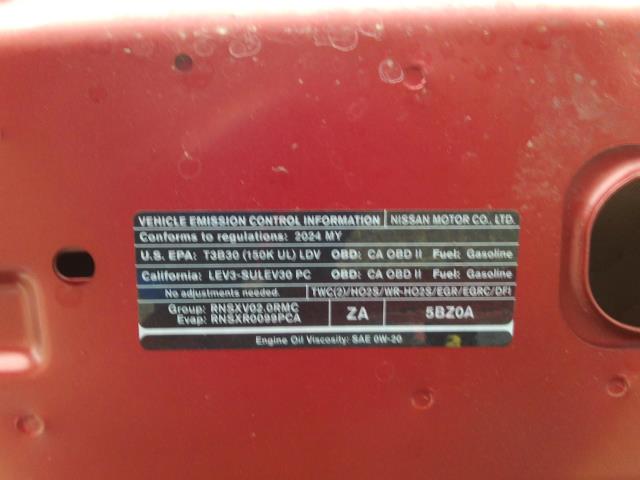 VEHICLE EMISSION CONTROL INFORMATION NISSAN MOTOR CO., LTD.
Conforms to regulations: 2024 MY
U.S. EPA: T3B30 (150K UL) LDV OBD: CA OBD II Fuel: Gasoline
California: LEV3-SULEV30 PC OBD: CA OBD II Fuel: Gasoline
No adjustments needed. TWC(2)/HO2S/WR-HO2S/EGR/EGRC/DFI
Group: RNSXV02.0RMC
Evap: RNSXR0099PCA
ZA 5BZ0A
Engine Oil Viscosity: SAE 0W-20